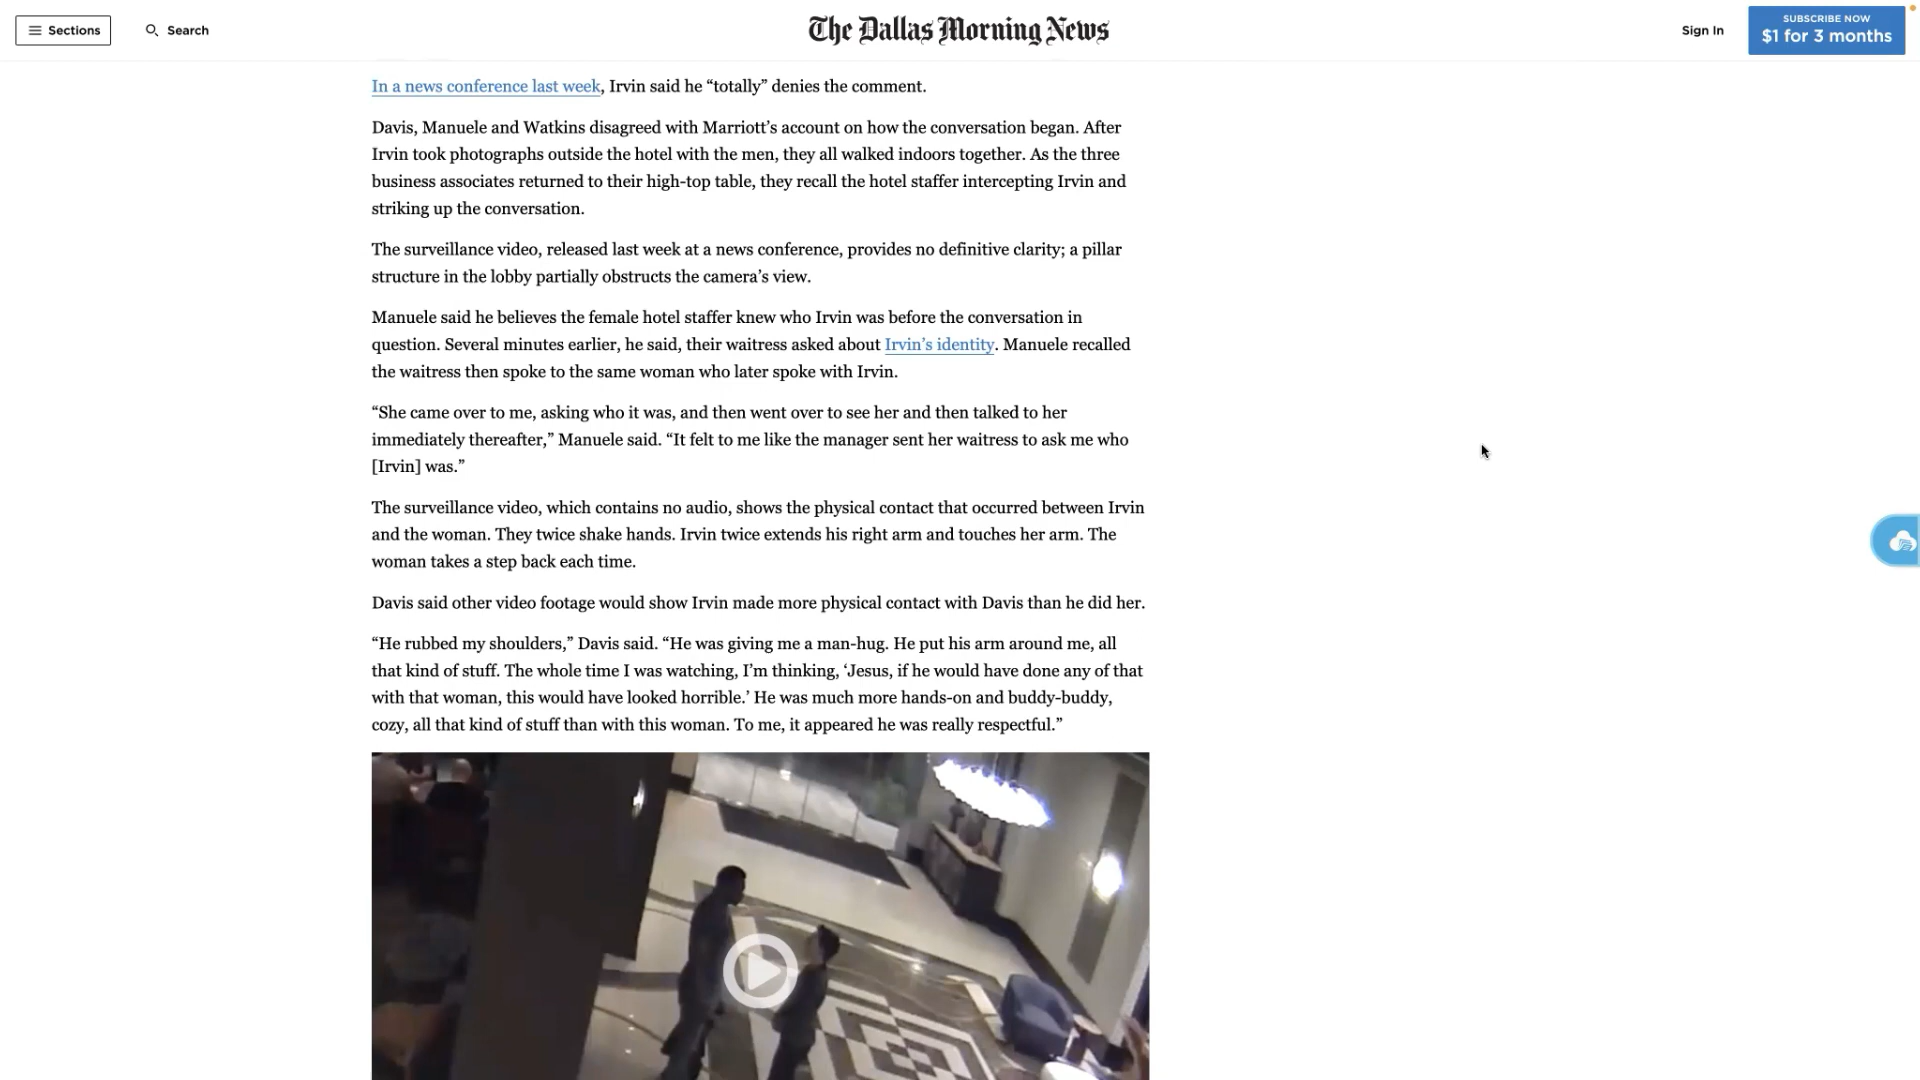 Sections
Search
The Dallas Morning News
Sign In
SUBSCRIBE NOW
$1 for 3 months
In a news conference last week, Irvin said he “totally” denies the comment.
Davis, Manuele and Watkins disagreed with Marriott’s account on how the conversation began. After
Irvin took photographs outside the hotel with the men, they all walked indoors together. As the three
business associates returned to their high-top table, they recall the hotel staffer intercepting Irvin and
striking up the conversation.
The surveillance video, released last week at a news conference, provides no definitive clarity; a pillar
structure in the lobby partially obstructs the camera’s view.
Manuele said he believes the female hotel staffer knew who Irvin was before the conversation in
question. Several minutes earlier, he said, their waitress asked about Irvin’s identity. Manuele recalled
the waitress then spoke to the same woman who later spoke with Irvin.
“She came over to me, asking who it was, and then went over to see her and then talked to her
immediately thereafter,” Manuele said. “It felt to me like the manager sent her waitress to ask me who
[Irvin] was.”
The surveillance video, which contains no audio, shows the physical contact that occurred between Irvin
and the woman. They twice shake hands. Irvin twice extends his right arm and touches her arm. The
woman takes a step back each time.
Davis said other video footage would show Irvin made more physical contact with Davis than he did her.
“He rubbed my shoulders,” Davis said. “He was giving me a man-hug. He put his arm around me, all
that kind of stuff. The whole time I was watching, I’m thinking, ‘Jesus, if he would have done any of that
with that woman, this would have looked horrible.’ He was much more hands-on and buddy-buddy,
cozy, all that kind of stuff than with this woman. To me, it appeared he was really respectful.”